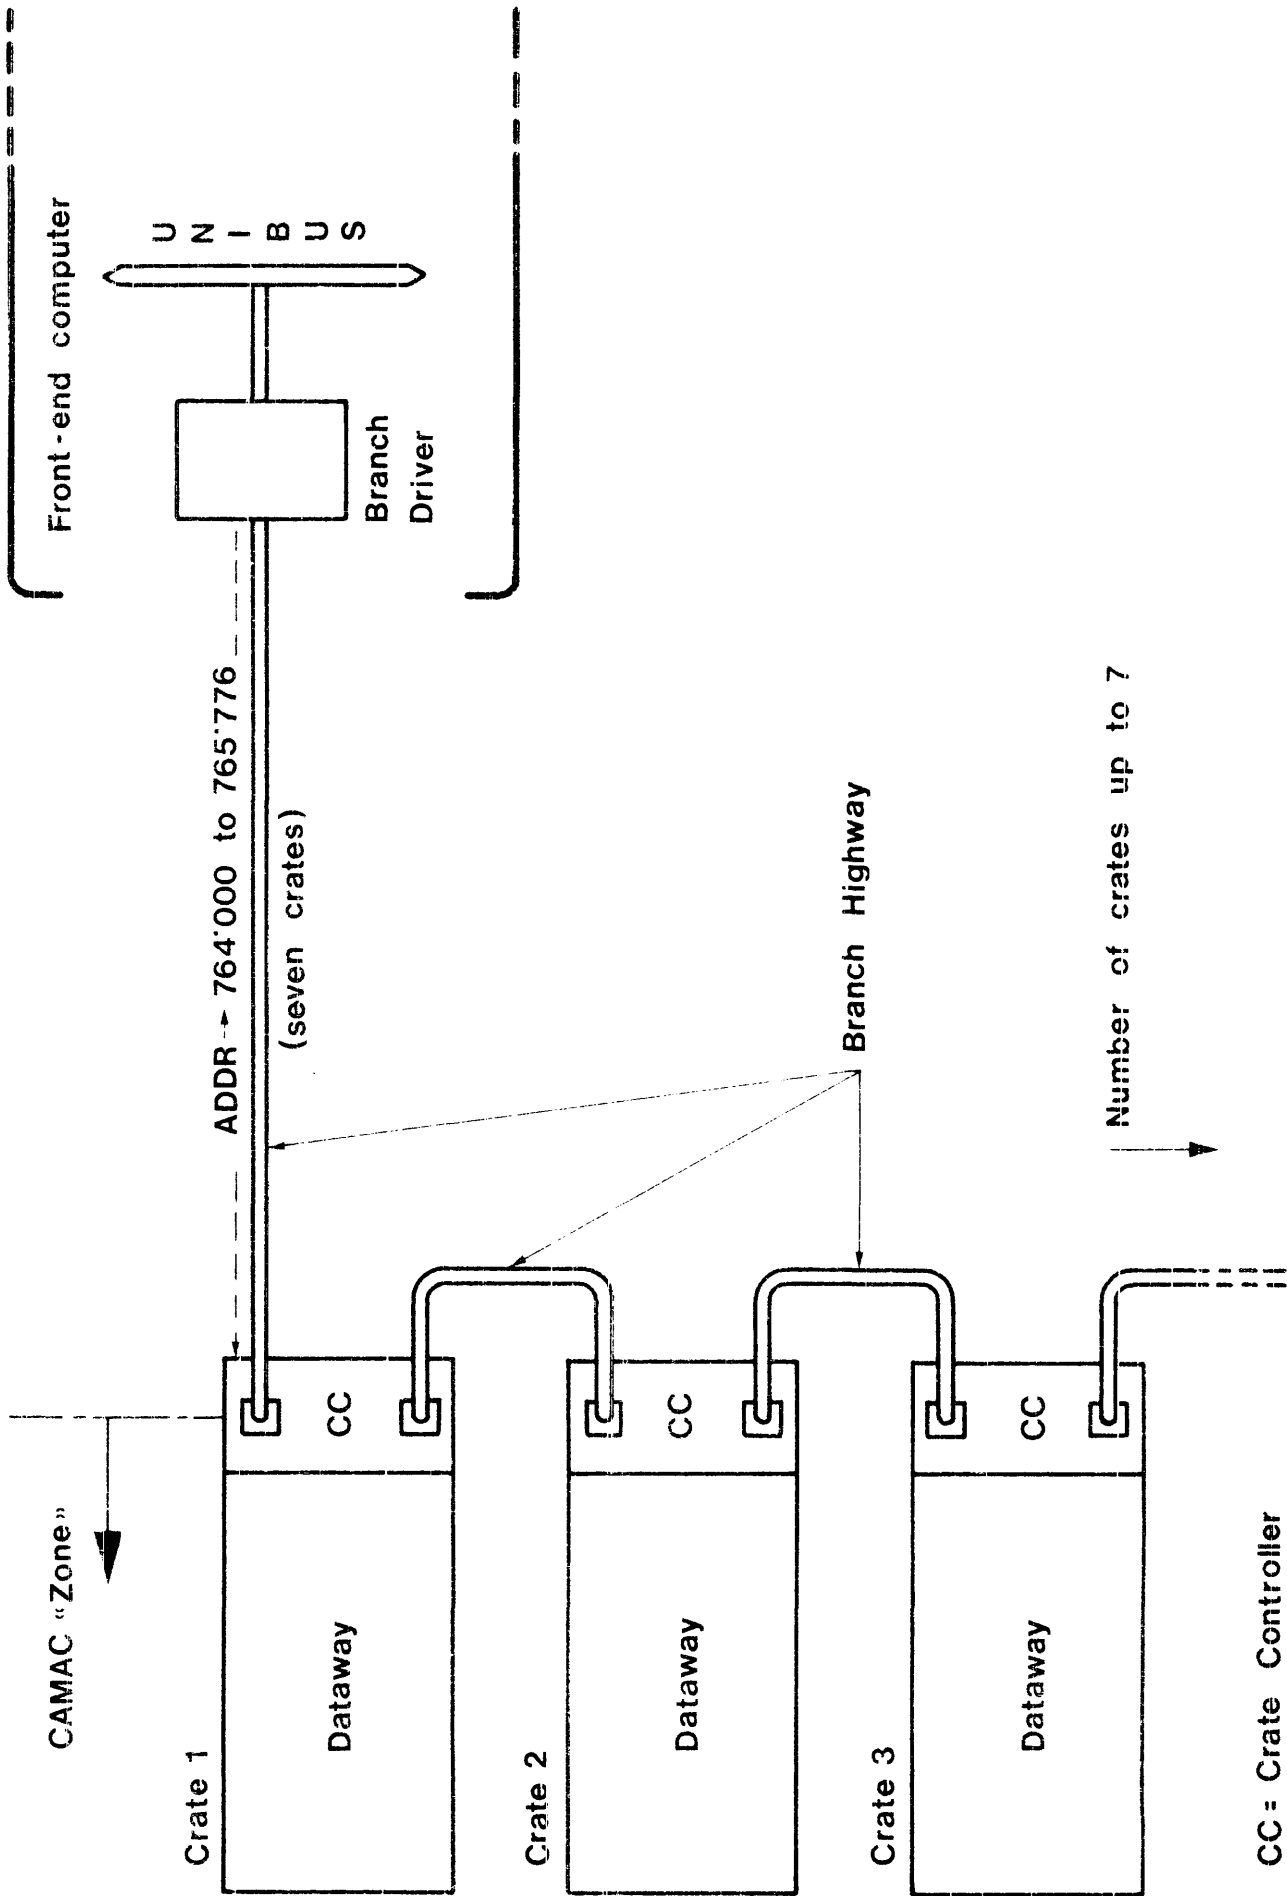 CAMAC «Zone»
Front-end computer
UNIBUS
Crate 1
ADDR→ 764'000 to 765'776
(seven crates)
Dataway
CC
Branch
Driver
Crate 2
Dataway
CC
Branch Highway
Crate 3
Dataway
CC
Number of crates up to 7
CC = Crate Controller